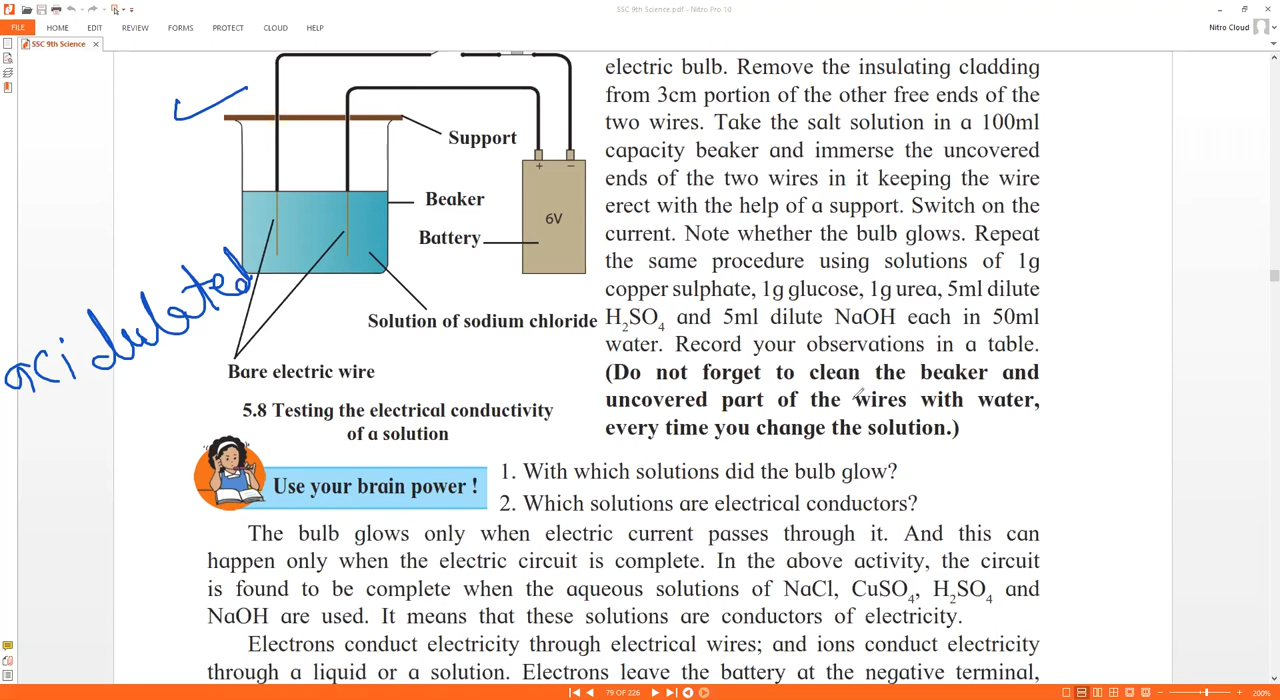 SSC 9th Science.pdf - Nitro Pro 10
FILE HOME EDIT REVIEW FORMS PROTECT CLOUD HELP
Nitro Cloud
SSC 9th Science
Support
Beaker
Battery
+ −
6V
Solution of sodium chloride
Bare electric wire
5.8 Testing the electrical conductivity
of a solution
acidulated
electric bulb. Remove the insulating cladding
from 3cm portion of the other free ends of the
two wires. Take the salt solution in a 100ml
capacity beaker and immerse the uncovered
ends of the two wires in it keeping the wire
erect with the help of a support. Switch on the
current. Note whether the bulb glows. Repeat
the same procedure using solutions of 1g
copper sulphate, 1g glucose, 1g urea, 5ml dilute
H₂SO₄ and 5ml dilute NaOH each in 50ml
water. Record your observations in a table.
(Do not forget to clean the beaker and
uncovered part of the wires with water,
every time you change the solution.)
Use your brain power !
1. With which solutions did the bulb glow?
2. Which solutions are electrical conductors?
The bulb glows only when electric current passes through it. And this can
happen only when the electric circuit is complete. In the above activity, the circuit
is found to be complete when the aqueous solutions of NaCl, CuSO₄, H₂SO₄ and
NaOH are used. It means that these solutions are conductors of electricity.
Electrons conduct electricity through electrical wires; and ions conduct electricity
through a liquid or a solution. Electrons leave the battery at the negative terminal,
79 OF 226
200%